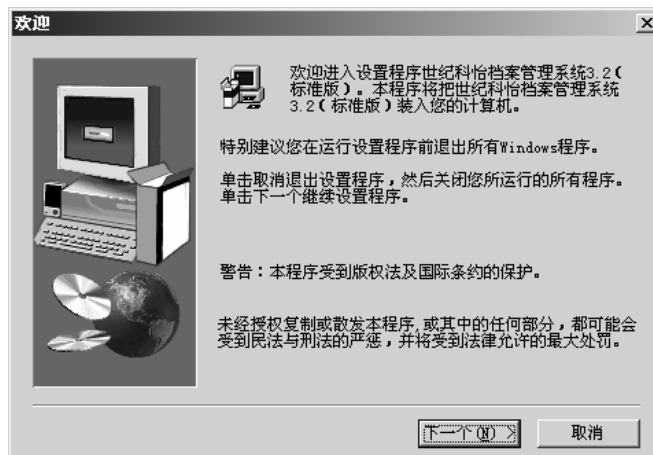 欢迎
欢迎进入设置程序世纪科怡档案管理系统3.2(
标准版)。本程序将把世纪科怡档案管理系统
3.2(标准版)装入您的计算机。
特别建议您在运行设置程序前退出所有Windows程序。
单击取消退出设置程序,然后关闭您所运行的所有程序。
单击下一个继续设置程序。
警告:本程序受到版权法及国际条约的保护。
未经授权复制或散发本程序,或其中的任何部分,都可能会
受到民法与刑法的严惩,并将受到法律允许的最大处罚。
下一个(N) >
取消